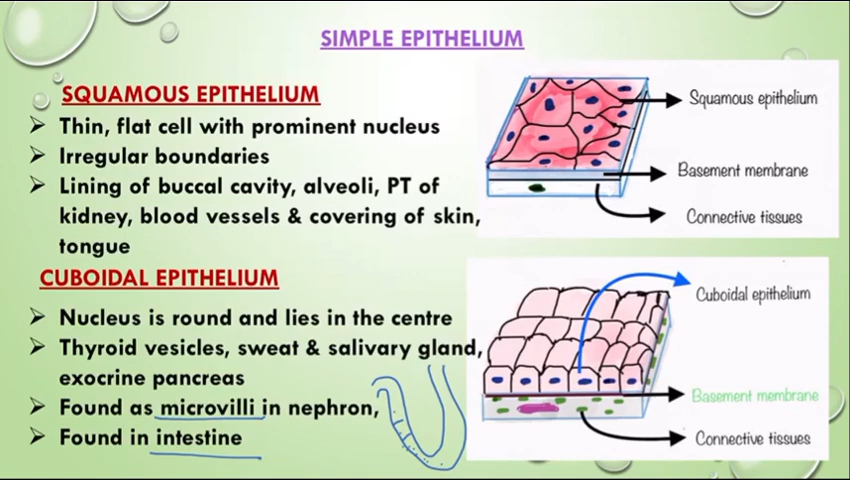 SIMPLE EPITHELIUM
SQUAMOUS EPITHELIUM
Thin, flat cell with prominent nucleus
Irregular boundaries
Lining of buccal cavity, alveoli, PT of
kidney, blood vessels & covering of skin,
tongue
Squamous epithelium
Basement membrane
Connective tissues
CUBOIDAL EPITHELIUM
Nucleus is round and lies in the centre
Thyroid vesicles, sweat & salivary gland,
exocrine pancreas
Found as microvilli in nephron,
Found in intestine
Cuboidal epithelium
Basement membrane
Connective tissues